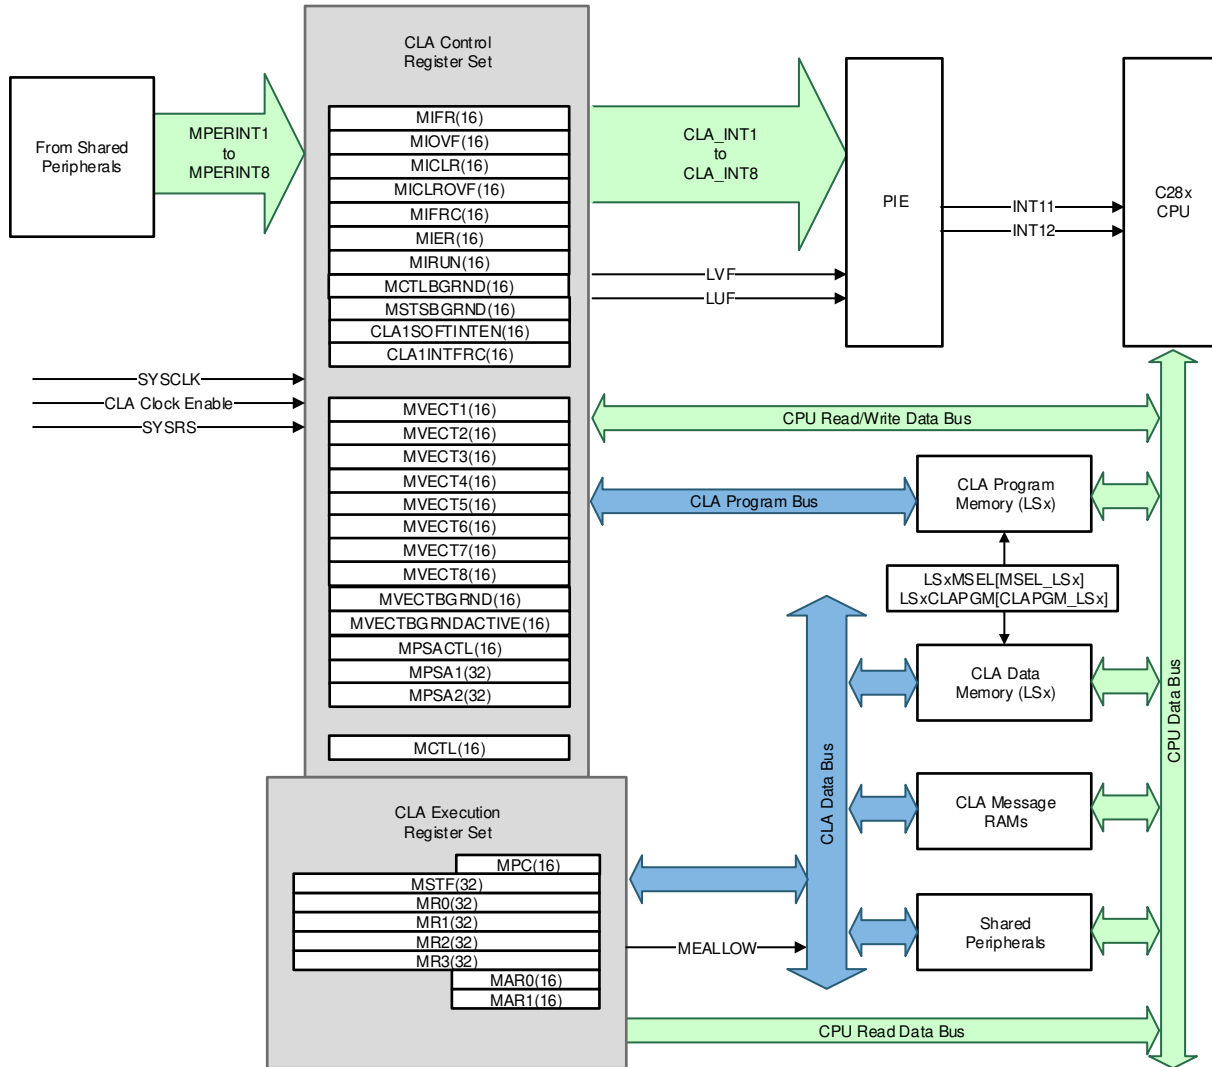 CLA Control
Register Set
From Shared
Peripherals
MPERINT1
to
MPERINT8
MIFR(16)
MIOVF(16)
MICLR(16)
MICLROVF(16)
MIFRC(16)
MIER(16)
MIRUN(16)
MCTLBGRND(16)
MSTSBGRND(16)
CLA1SOFTINTEN(16)
CLA1INTFRC(16)
CLA_INT1
to
CLA_INT8
LVF
LUF
PIE
INT11
INT12
C28x
CPU
SYSCLK
CLA Clock Enable
SYSRS
MVECT1(16)
MVECT2(16)
MVECT3(16)
MVECT4(16)
MVECT5(16)
MVECT6(16)
MVECT7(16)
MVECT8(16)
MVECTBGRND(16)
MVECTBGRNDACTIVE(16)
MPSACTL(16)
MPSA1(32)
MPSA2(32)
MCTL(16)
CPU Read/Write Data Bus
CLA Program Bus
CLA Program
Memory (LSx)
LSxMSEL[MSEL_LSx]
LSxCLAPGM[CLAPGM_LSx]
CLA Data
Memory (LSx)
CLA Message
RAMs
Shared
Peripherals
CLA Data Bus
CPU Data Bus
CLA Execution
Register Set
MPC(16)
MSTF(32)
MR0(32)
MR1(32)
MR2(32)
MR3(32)
MAR0(16)
MAR1(16)
MEALLOW
CPU Read Data Bus